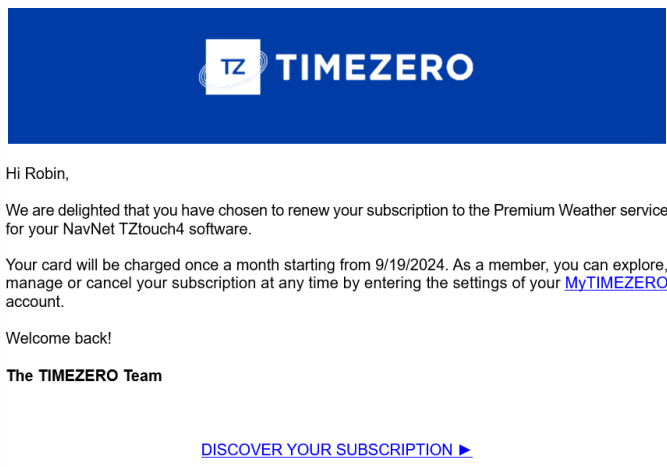 TZ TIMEZERO
Hi Robin,
We are delighted that you have chosen to renew your subscription to the Premium Weather service
for your NavNet TZtouch4 software.
Your card will be charged once a month starting from 9/19/2024. As a member, you can explore,
manage or cancel your subscription at any time by entering the settings of your MyTIMEZERO
account.
Welcome back!
The TIMEZERO Team
DISCOVER YOUR SUBSCRIPTION ►